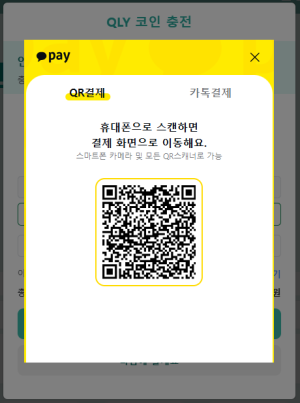 QLY 코인 충전
pay
QR결제
카톡결제
휴대폰으로 스캔하면
결제 화면으로 이동해요.
스마트폰 카메라 및 모든 QR스캐너로 가능